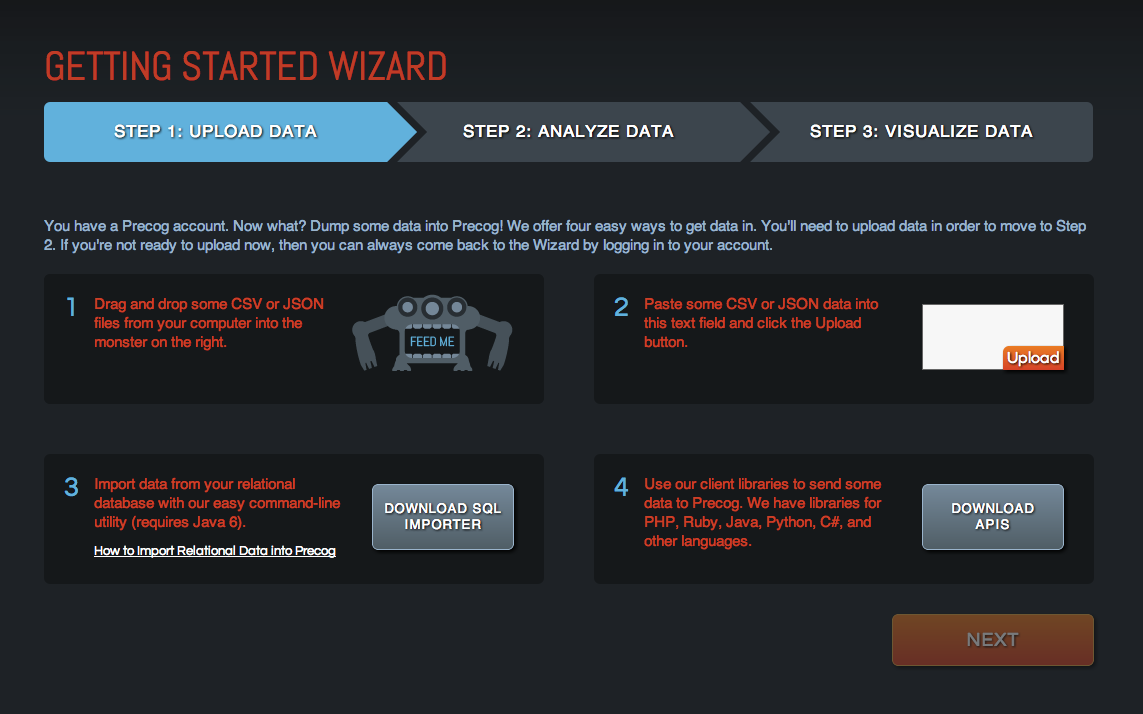 GETTING STARTED WIZARD
STEP 1: UPLOAD DATA
STEP 2: ANALYZE DATA
STEP 3: VISUALIZE DATA
You have a Precog account. Now what? Dump some data into Precog! We offer four easy ways to get data in. You'll need to upload data in order to move to Step
2. If you're not ready to upload now, then you can always come back to the Wizard by logging in to your account.
1
Drag and drop some CSV or JSON
files from your computer into the
monster on the right.
FEED ME
2
Paste some CSV or JSON data into
this text field and click the Upload
button.
Upload
3
Import data from your relational
database with our easy command-line
utility (requires Java 6).
How to Import Relational Data into Precog
DOWNLOAD SQL
IMPORTER
4
Use our client libraries to send some
data to Precog. We have libraries for
PHP, Ruby, Java, Python, C#, and
other languages.
DOWNLOAD
APIS
NEXT